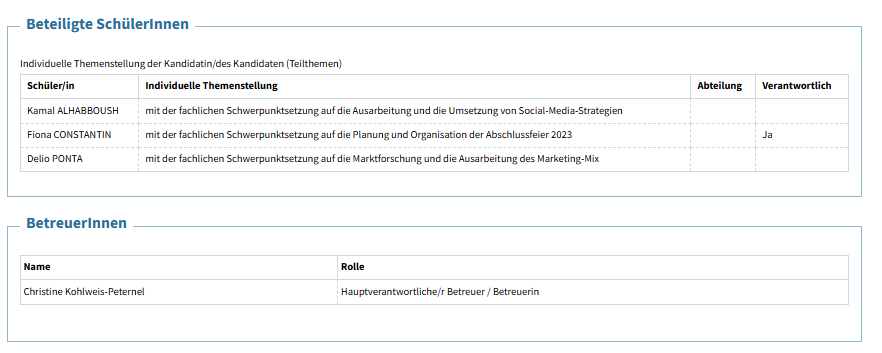 Beteiligte SchülerInnen
Individuelle Themenstellung der Kandidatin/des Kandidaten (Teilthemen)
Schüler/in Individuelle Themenstellung Abteilung Verantwortlich
Kamal ALHABBOUSH mit der fachlichen Schwerpunktsetzung auf die Ausarbeitung und die Umsetzung von Social-Media-Strategien
Fiona CONSTANTIN mit der fachlichen Schwerpunktsetzung auf die Planung und Organisation der Abschlussfeier 2023 Ja
Delio PONTA mit der fachlichen Schwerpunktsetzung auf die Marktforschung und die Ausarbeitung des Marketing-Mix
BetreuerInnen
Name Rolle
Christine Kohlweis-Peternel Hauptverantwortliche/r Betreuer / Betreuerin